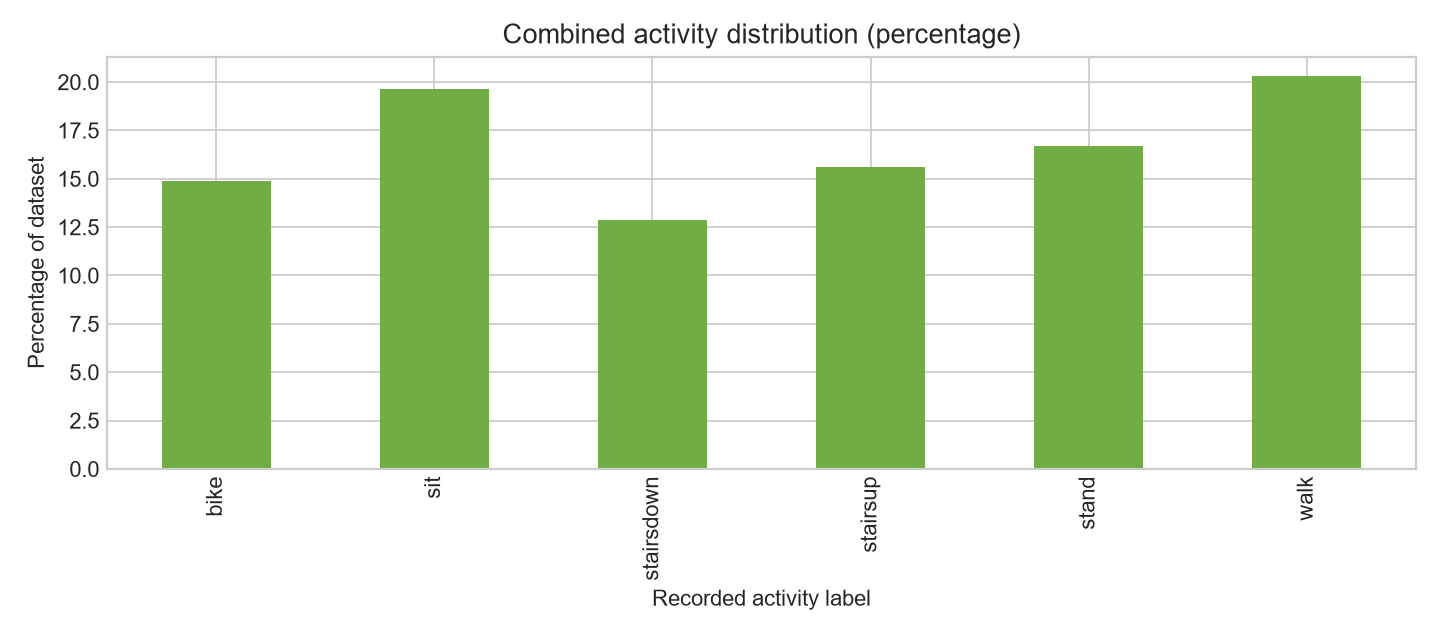 Combined activity distribution (percentage)
Percentage of dataset
20.0
17.5
15.0
12.5
10.0
7.5
5.0
2.5
0.0
bike
sit
stairsdown
stairsup
stand
walk
Recorded activity label